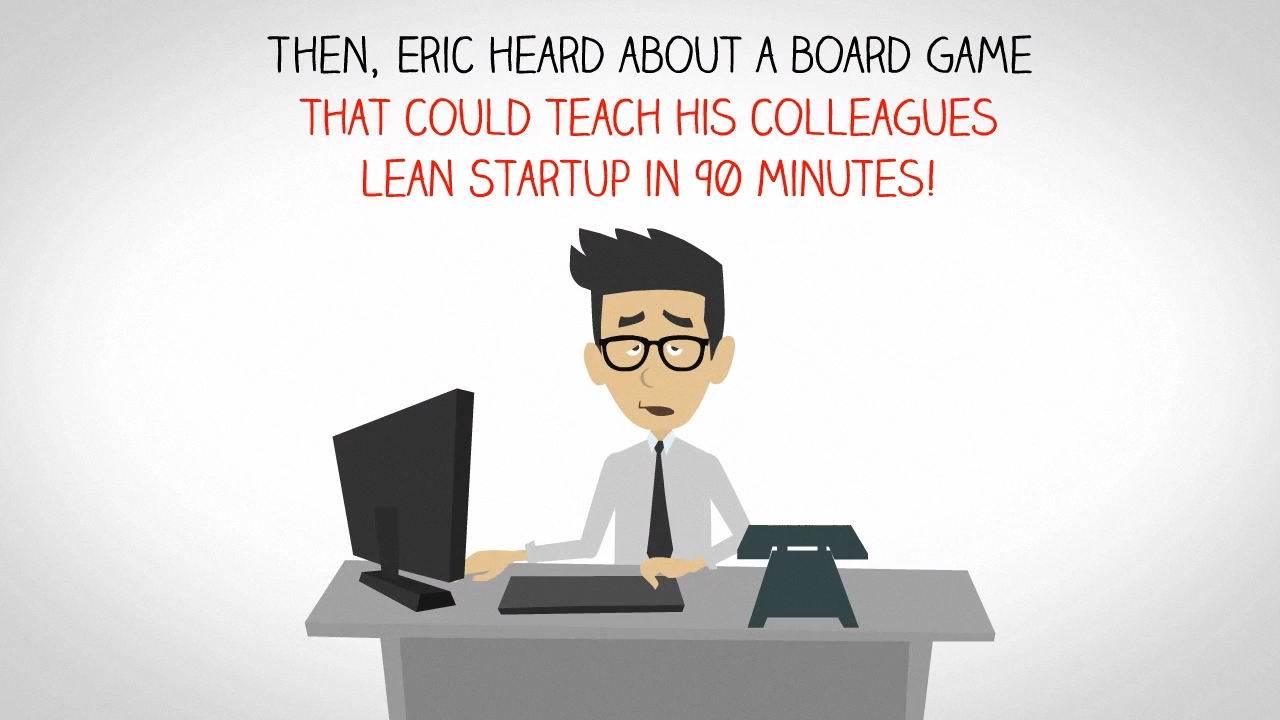 THEN, ERIC HEARD ABOUT A BOARD GAME
THAT COULD TEACH HIS COLLEAGUES
LEAN STARTUP IN 90 MINUTES!